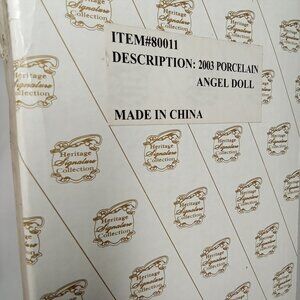 ITEM#80011
DESCRIPTION: 2003 PORCELAIN
ANGEL DOLL
MADE IN CHINA
Heritage
Signature
Collection